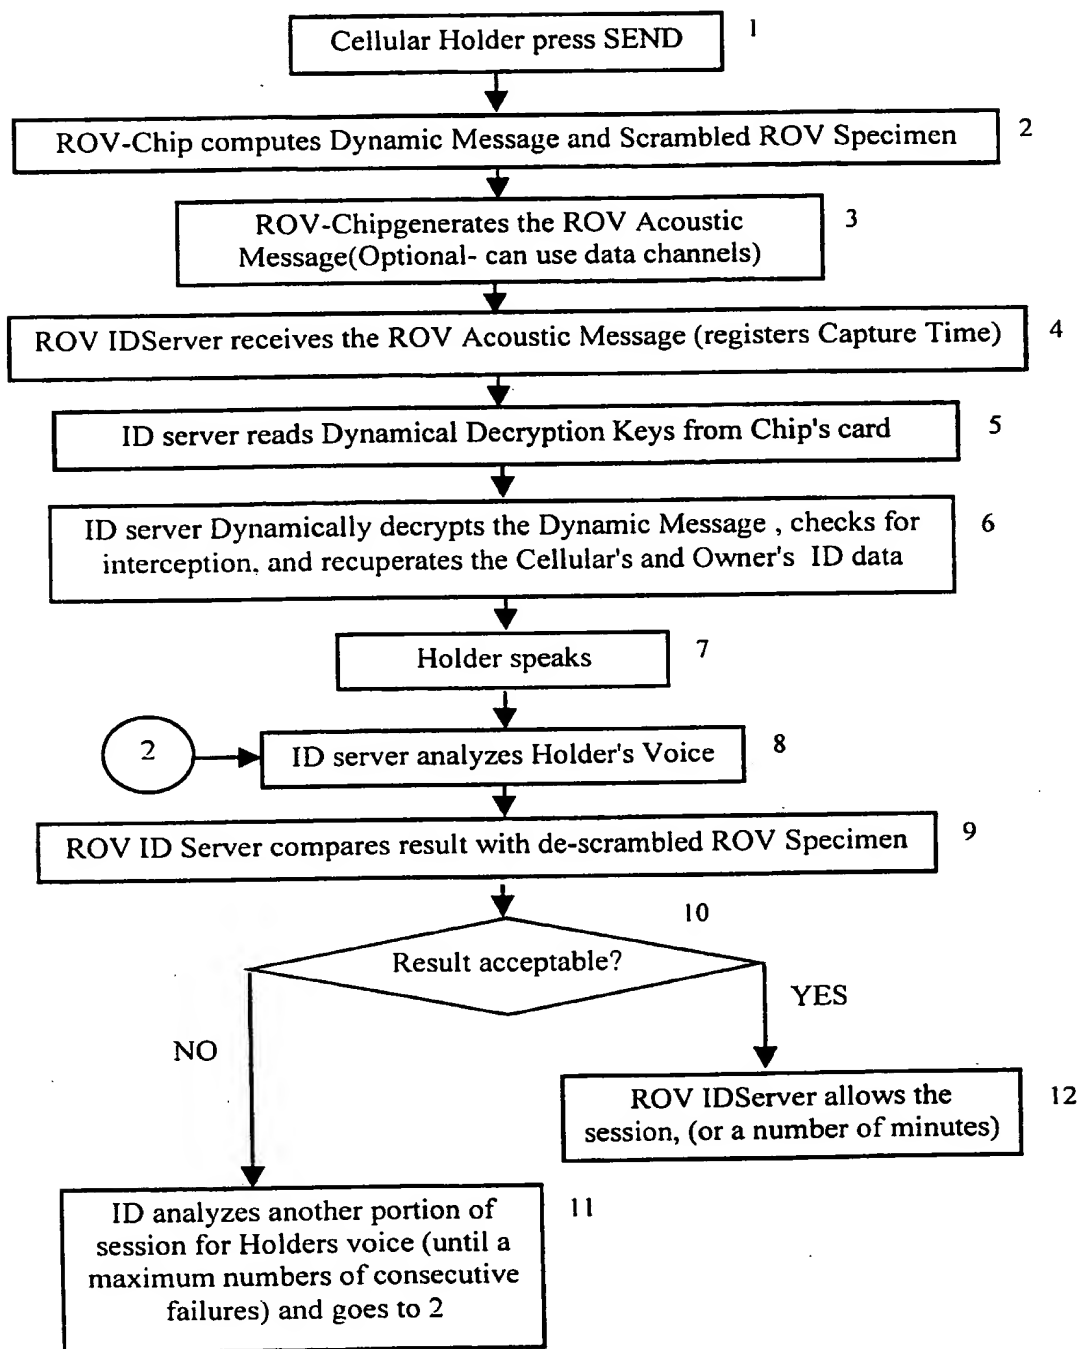 Cellular Holder press SEND
1
ROV-Chip computes Dynamic Message and Scrambled ROV Specimen
2
ROV-Chipgenerates the ROV Acoustic
Message(Optional- can use data channels)
3
ROV IDServer receives the ROV Acoustic Message (registers Capture Time)
4
ID server reads Dynamical Decryption Keys from Chip's card
5
ID server Dynamically decrypts the Dynamic Message , checks for
interception, and recuperates the Cellular's and Owner's ID data
6
Holder speaks
7
2
ID server analyzes Holder's Voice
8
ROV ID Server compares result with de-scrambled ROV Specimen
9
10
Result acceptable?
YES
NO
ROV IDServer allows the
session, (or a number of minutes)
12
ID analyzes another portion of
session for Holders voice (until a
maximum numbers of consecutive
failures) and goes to 2
11